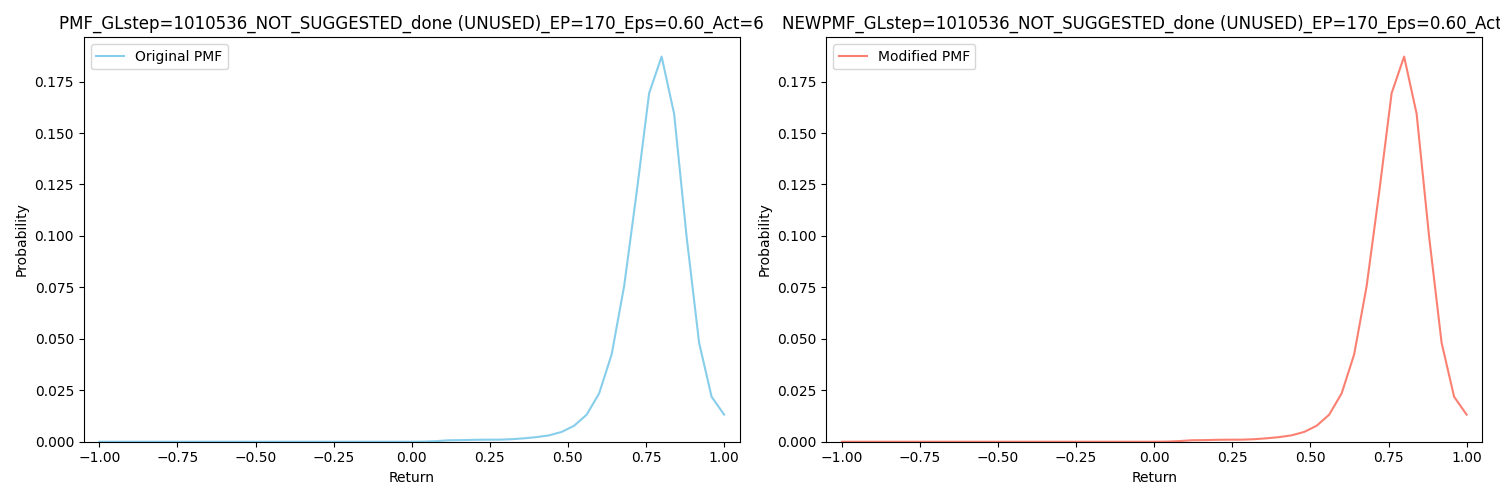 PMF_GLstep=1010536_NOT_SUGGESTED_done (UNUSED)_EP=170_Eps=0.60_Act=6
NEWPMF_GLstep=1010536_NOT_SUGGESTED_done (UNUSED)_EP=170_Eps=0.60_Act
Original PMF
Modified PMF
0.175
0.150
0.125
0.100
0.075
0.050
0.025
0.000
Probability
−1.00 −0.75 −0.50 −0.25 0.00 0.25 0.50 0.75 1.00
Return
0.175
0.150
0.125
0.100
0.075
0.050
0.025
0.000
Probability
−1.00 −0.75 −0.50 −0.25 0.00 0.25 0.50 0.75 1.00
Return